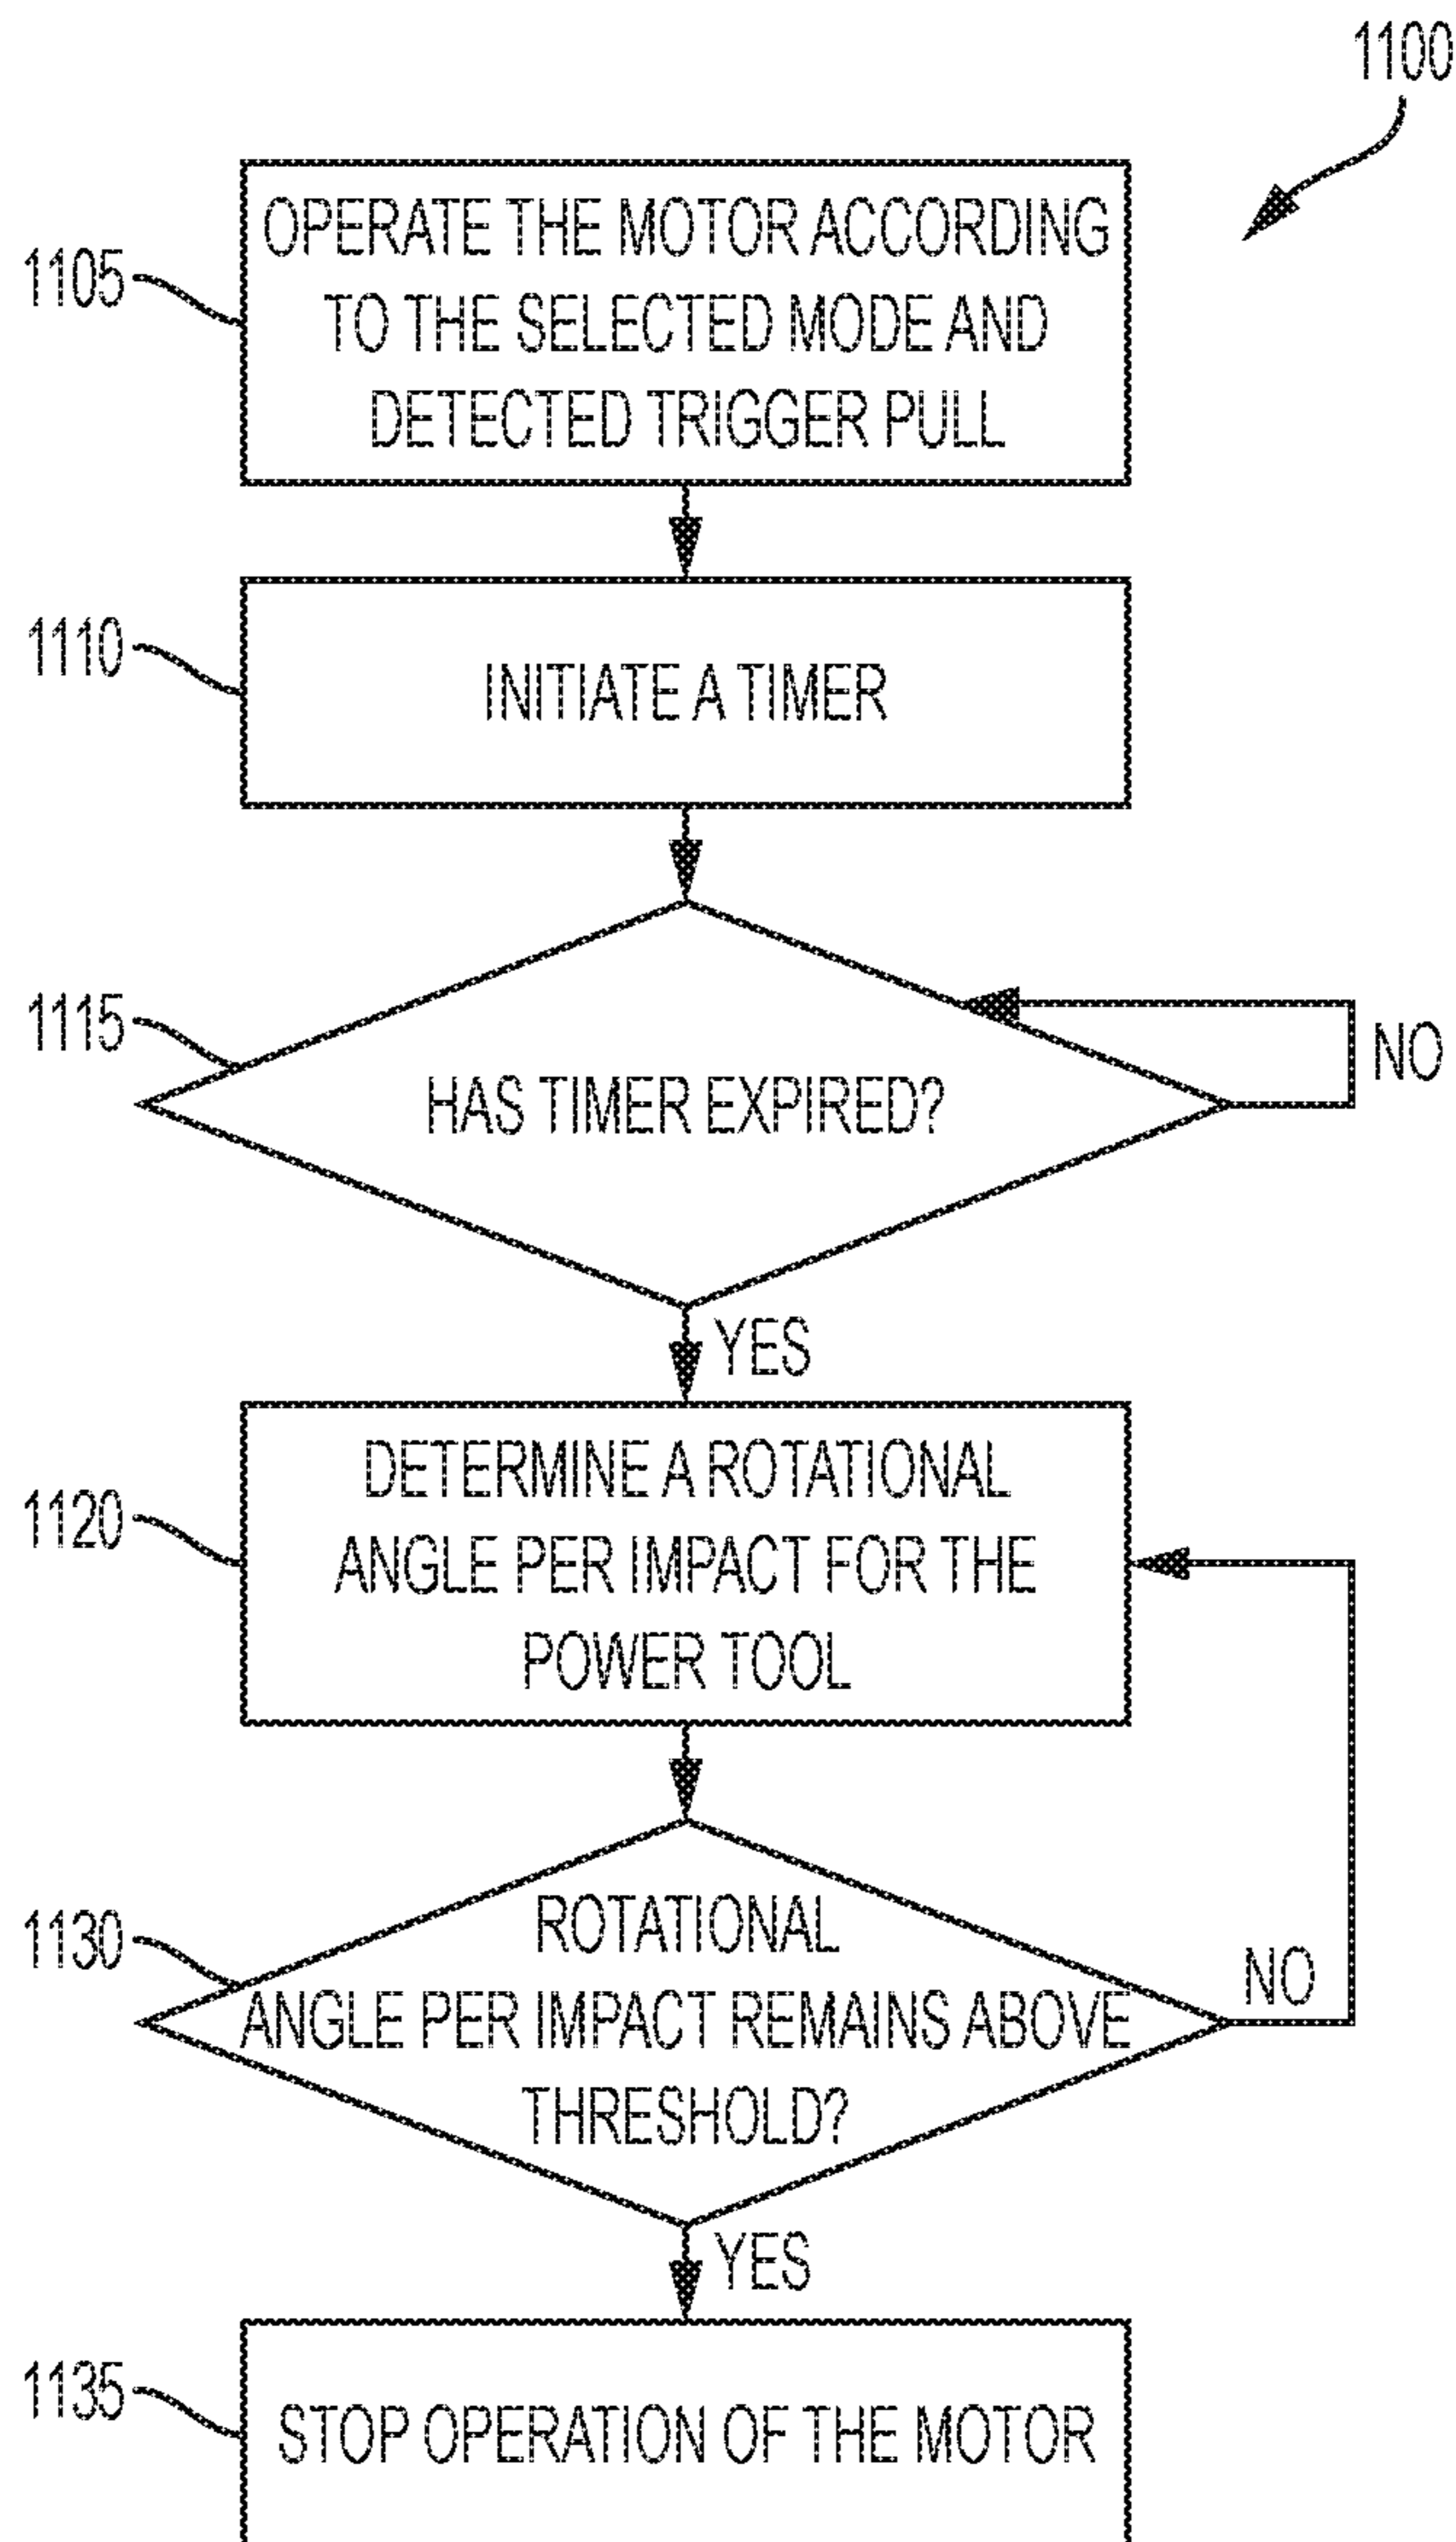 1100
1105
OPERATE THE MOTOR ACCORDING
TO THE SELECTED MODE AND
DETECTED TRIGGER PULL
1110
INITIATE A TIMER
1115
HAS TIMER EXPIRED?
NO
YES
1120
DETERMINE A ROTATIONAL
ANGLE PER IMPACT FOR THE
POWER TOOL
1130
ROTATIONAL
ANGLE PER IMPACT REMAINS ABOVE
THRESHOLD?
NO
YES
1135
STOP OPERATION OF THE MOTOR